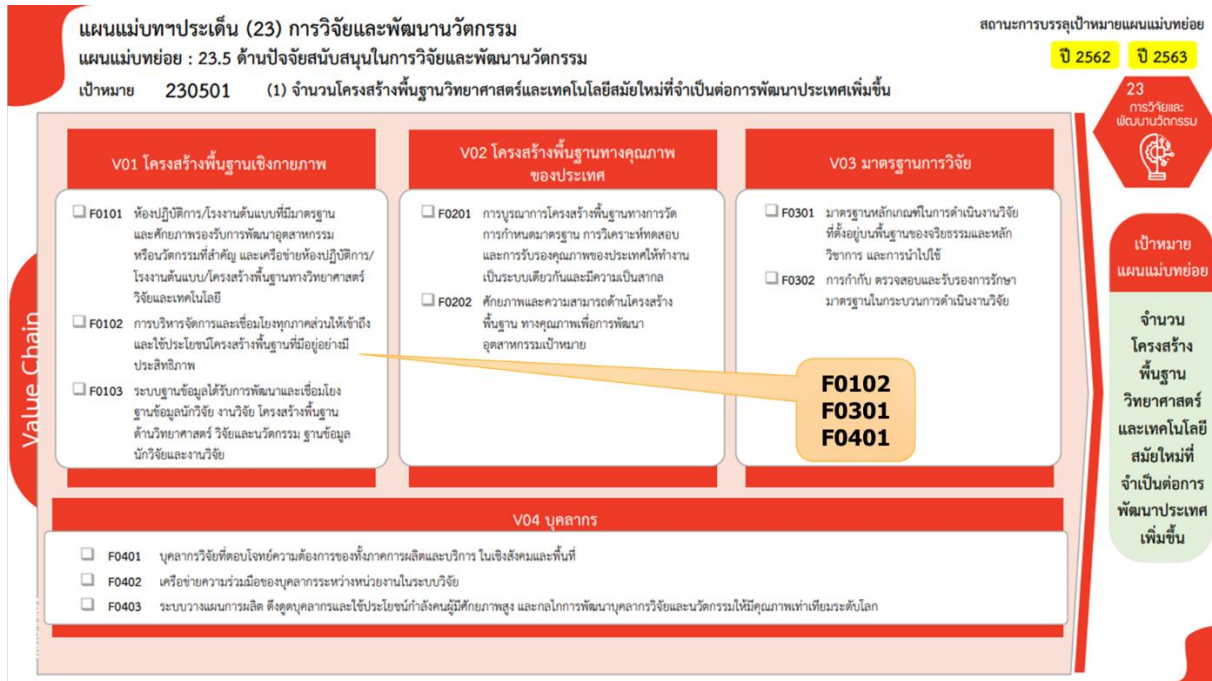 แผนแม่บทฯประเด็น (23) การวิจัยและพัฒนานวัตกรรม
แผนแม่บทย่อย : 23.5 ด้านปัจจัยสนับสนุนในการวิจัยและพัฒนานวัตกรรม
เป้าหมาย 230501 (1) จำนวนโครงสร้างพื้นฐานวิทยาศาสตร์และเทคโนโลยีสมัยใหม่ที่จำเป็นต่อการพัฒนาประเทศเพิ่มขึ้น
สถานะการบรรลุเป้าหมายแผนแม่บทย่อย
ปี 2562 ปี 2563
23
การวิจัยและ
พัฒนานวัตกรรม
Value Chain
V01 โครงสร้างพื้นฐานเชิงกายภาพ
F0101 ห้องปฏิบัติการ/โรงงานต้นแบบที่มีมาตรฐาน
และศักยภาพรองรับการพัฒนาอุตสาหกรรม
หรือนวัตกรรมที่สำคัญ และเครือข่ายห้องปฏิบัติการ/
โรงงานต้นแบบ/โครงสร้างพื้นฐานทางวิทยาศาสตร์
วิจัยและเทคโนโลยี
F0102 การบริหารจัดการและเชื่อมโยงทุกภาคส่วนให้เข้าถึง
และใช้ประโยชน์โครงสร้างพื้นฐานที่มีอยู่อย่างมี
ประสิทธิภาพ
F0103 ระบบฐานข้อมูลได้รับการพัฒนาและเชื่อมโยง
ฐานข้อมูลนักวิจัย งานวิจัย โครงสร้างพื้นฐาน
ด้านวิทยาศาสตร์ วิจัยและนวัตกรรม ฐานข้อมูล
นักวิจัยและงานวิจัย
V02 โครงสร้างพื้นฐานทางคุณภาพ
ของประเทศ
F0201 การบูรณาการโครงสร้างพื้นฐานทางการวัด
การกำหนดมาตรฐาน การวิเคราะห์ทดสอบ
และการรับรองคุณภาพของประเทศให้ทำงาน
เป็นระบบเดียวกันและมีความเป็นสากล
F0202 ศักยภาพและความสามารถด้านโครงสร้าง
พื้นฐาน ทางคุณภาพเพื่อการพัฒนา
อุตสาหกรรมเป้าหมาย
V03 มาตรฐานการวิจัย
F0301 มาตรฐานหลักเกณฑ์ในการดำเนินงานวิจัย
ที่ตั้งอยู่บนพื้นฐานของจริยธรรมและหลัก
วิชาการ และการนำไปใช้
F0302 การกำกับ ตรวจสอบและรับรองการรักษา
มาตรฐานในกระบวนการดำเนินงานวิจัย
F0102
F0301
F0401
V04 บุคลากร
F0401 บุคลากรวิจัยที่ตอบโจทย์ความต้องการของทั้งภาคการผลิตและบริการ ในเชิงสังคมและพื้นที่
F0402 เครือข่ายความร่วมมือของบุคลากรระหว่างหน่วยงานในระบบวิจัย
F0403 ระบบวางแผนการผลิต ดึงดูดบุคลากรและใช้ประโยชน์กำลังคนผู้มีศักยภาพสูง และกลไกการพัฒนาบุคลากรวิจัยและนวัตกรรมให้มีคุณภาพเท่าเทียมระดับโลก
เป้าหมาย
แผนแม่บทย่อย
จำนวน
โครงสร้าง
พื้นฐาน
วิทยาศาสตร์
และเทคโนโลยี
สมัยใหม่ที่
จำเป็นต่อการ
พัฒนาประเทศ
เพิ่มขึ้น